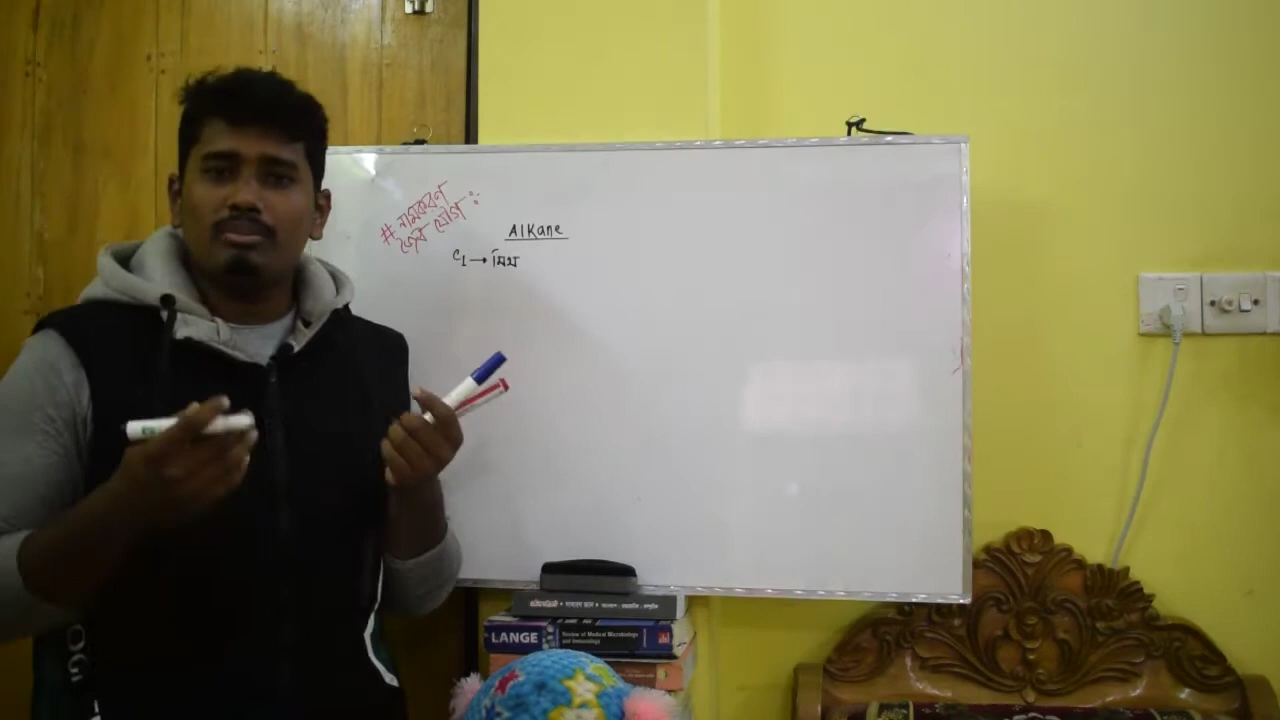 # নামকরণ
জৈব যৌগ :
Alkane
C1 → মিথ
LANGE
Review of Medical Microbiology
and Immunology